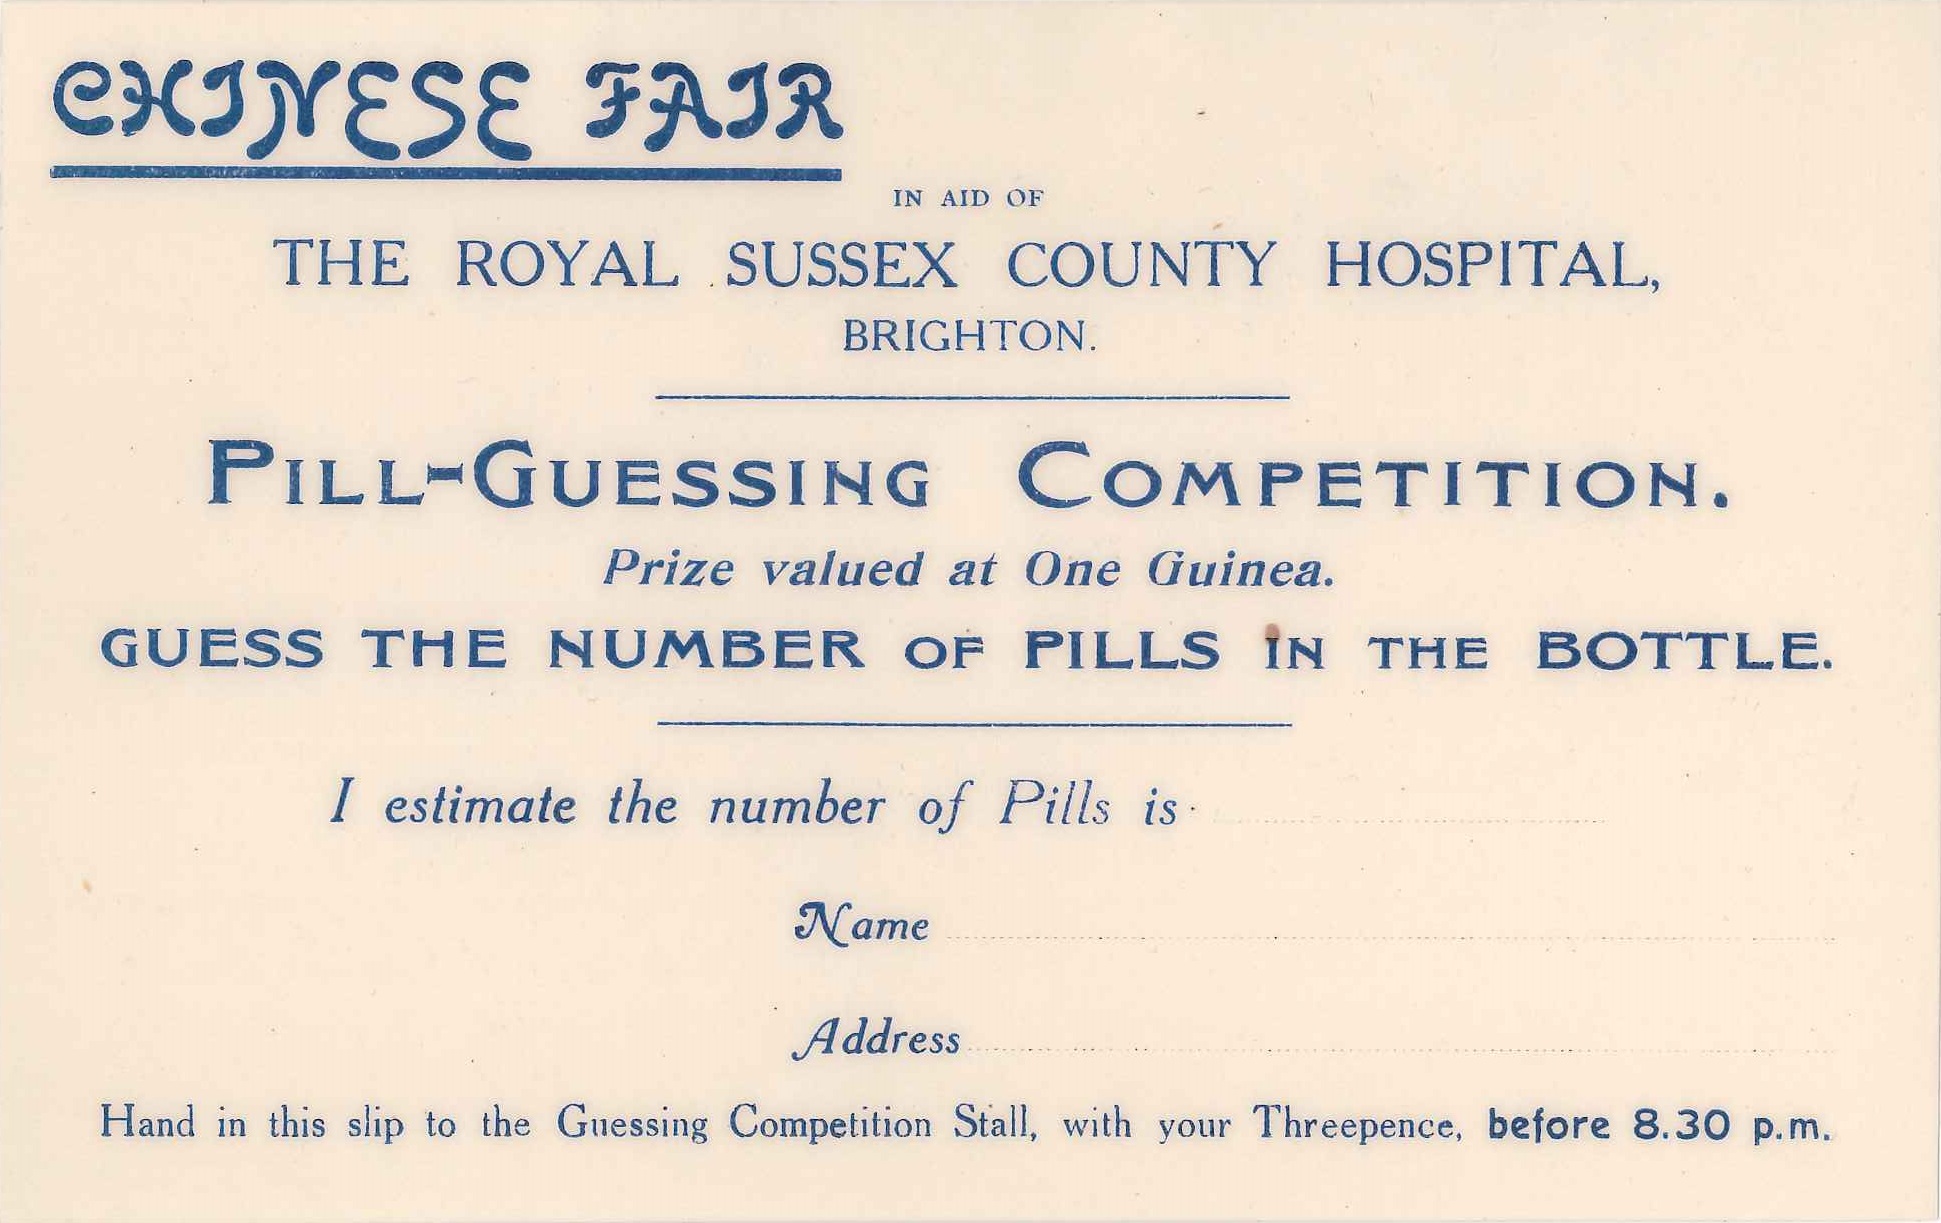 CHINESE FAIR
IN AID OF
THE ROYAL SUSSEX COUNTY HOSPITAL,
BRIGHTON.
PILL-GUESSING COMPETITION.
Prize valued at One Guinea.
GUESS THE NUMBER OF PILLS IN THE BOTTLE.
I estimate the number of Pills is
Name
Address
Hand in this slip to the Guessing Competition Stall, with your Threepence, before 8.30 p.m.